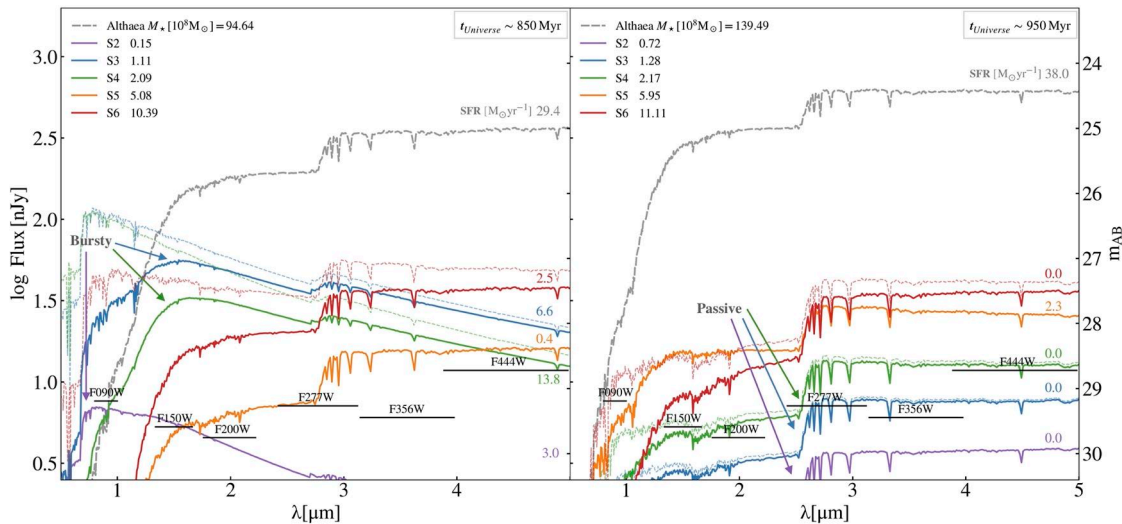 Althaea M⋆[10⁸M⊙]=94.64
t_Universe ~ 850 Myr
S2 0.15
S3 1.11
S4 2.09
S5 5.08
S6 10.39
SFR [M⊙yr⁻¹] 29.4
Bursty
2.5
6.6
0.4
13.8
3.0
F090W
F150W
F200W
F277W
F356W
F444W
3.0
2.5
2.0
1.5
1.0
0.5
log Flux [nJy]
1 2 3 4
λ[μm]
Althaea M⋆[10⁸M⊙]=139.49
t_Universe ~ 950 Myr
S2 0.72
S3 1.28
S4 2.17
S5 5.95
S6 11.11
SFR [M⊙yr⁻¹] 38.0
Passive
0.0
2.3
0.0
0.0
0.0
F090W
F150W
F200W
F277W
F356W
F444W
24
25
26
27
28
29
30
m_AB
1 2 3 4 5
λ[μm]